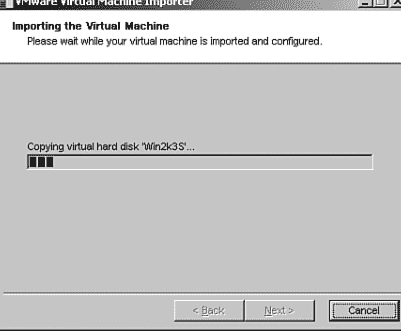 VMware Virtual Machine Importer
Importing the Virtual Machine
Please wait while your virtual machine is imported and configured.
Copying virtual hard disk 'Win2k3S'...
< Back
Next >
Cancel